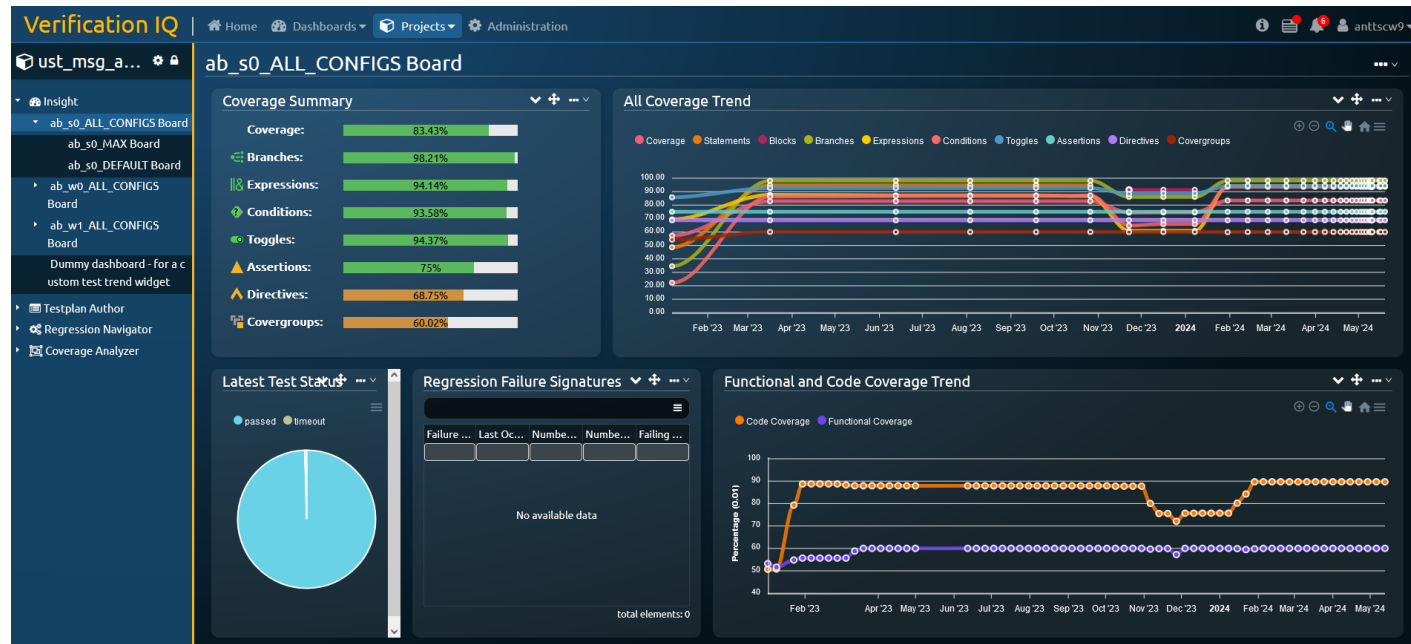 Verification IQ
Home
Dashboards
Projects
Administration
6
anttscw9
ust_msg_a...
ab_s0_ALL_CONFIGS Board
Insight
ab_s0_ALL_CONFIGS Board
ab_s0_MAX Board
ab_s0_DEFAULT Board
ab_w0_ALL_CONFIGS
Board
ab_w1_ALL_CONFIGS
Board
Dummy dashboard - for a c
ustom test trend widget
Testplan Author
Regression Navigator
Coverage Analyzer
Coverage Summary
Coverage: 83.43%
Branches: 98.21%
Expressions: 94.14%
Conditions: 93.58%
Toggles: 94.37%
Assertions: 75%
Directives: 68.75%
Covergroups: 60.02%
All Coverage Trend
Coverage Statements Blocks Branches Expressions Conditions Toggles Assertions Directives Covergroups
100.00
90.00
80.00
70.00
60.00
50.00
40.00
30.00
20.00
10.00
0.00
Feb '23 Mar '23 Apr '23 May '23 Jun '23 Jul '23 Aug '23 Sep '23 Oct '23 Nov '23 Dec '23 2024 Feb '24 Mar '24 Apr '24 May '24
Latest Test Status
passed timeout
Regression Failure Signatures
Failure ... Last Oc... Numbe... Numbe... Failing ...
No available data
total elements: 0
Functional and Code Coverage Trend
Code Coverage Functional Coverage
Percentage (0.01)
100
90
80
70
60
50
40
Feb '23 Apr '23 May '23 Jun '23 Jul '23 Aug '23 Sep '23 Oct '23 Nov '23 Dec '23 2024 Feb '24 Mar '24 Apr '24 May '24